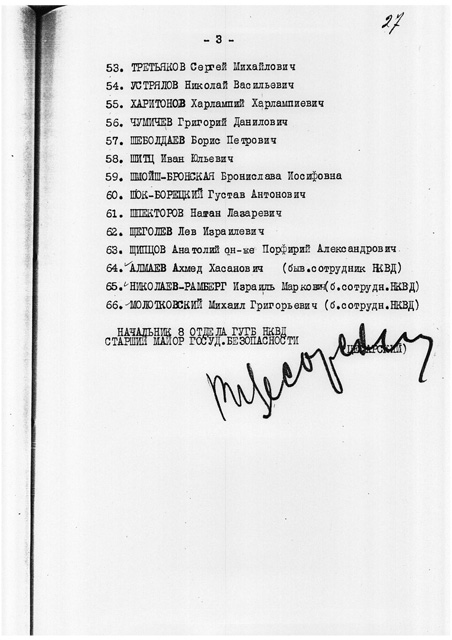 27
- 3 -
53. ТРЕТЬЯКОВ Сергей Михайлович
54. УСТРЯЛОВ Николай Васильевич
55. ХАРИТОНОВ Харлампий Харлампиевич
56. ЧУМИЧЕВ Григорий Данилович
57. ШЕБОЛДАЕВ Борис Петрович
58. ШИТЦ Иван Юльевич
59. ШМОЙШ-БРОНСКАЯ Бронислава Иосифовна
60. ШОК-БОРЕЦКИЙ Густав Антонович
61. ШПЕКТОРОВ Натан Лазаревич
62. ЩЕГОЛЕВ Лев Израилевич
63. ЩИПЦОВ Анатолий он-же Порфирий Александрович
64. АЛМАЕВ Ахмед Хасанович (быв.сотрудник НКВД)
65. НИКОЛАЕВ-РАМБЕРГ Израиль Маркович(б.сотрудн.НКВД)
66. МОЛОТКОВСКИЙ Михаил Григорьевич (б.сотрудн.НКВД)
НАЧАЛЬНИК 8 ОТДЕЛА ГУГБ НКВД
СТАРШИЙ МАЙОР ГОСУД.БЕЗОПАСНОСТИ
(ЦЕСАРСКИЙ)